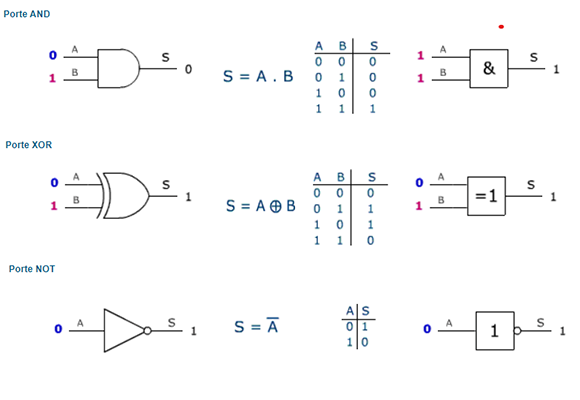 Porte AND
0 A
1 B
S 0
S = A . B
A B S
0 0 0
0 1 0
1 0 0
1 1 1
1 A
1 B
&
S 1
Porte XOR
0 A
1 B
S 1
S = A ⊕ B
A B S
0 0 0
0 1 1
1 0 1
1 1 0
0 A
1 B
=1
S 1
Porte NOT
0 A
S 1
S = A̅
A S
0 1
1 0
0 A
1
S 1